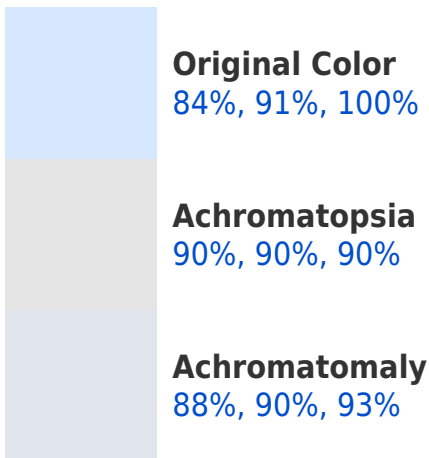 Original Color
84%, 91%, 100%
Achromatopsia
90%, 90%, 90%
Achromatomaly
88%, 90%, 93%